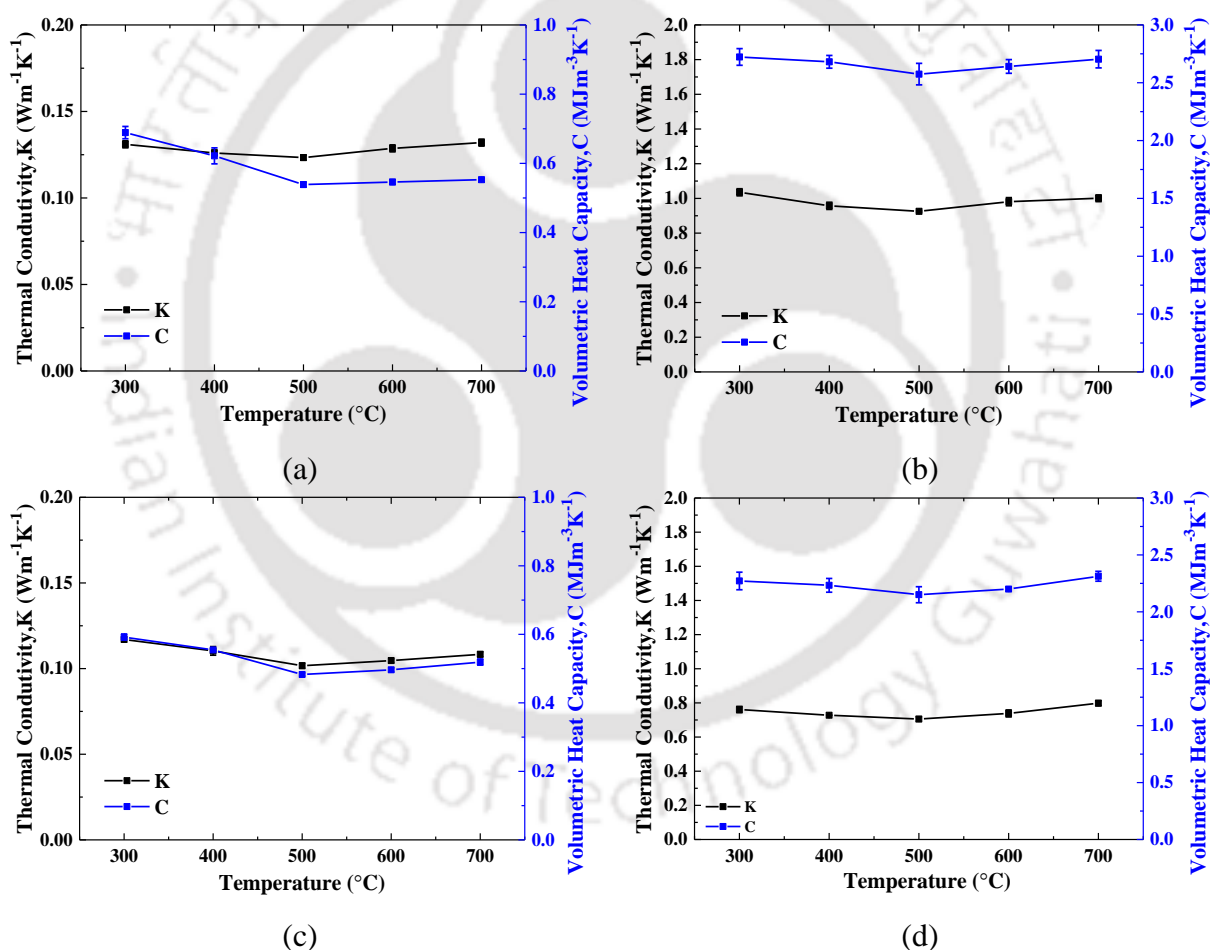 0.20
0.15
0.10
0.05
0.00
Thermal Condutivity,K (Wm-1K-1)
1.0
0.8
0.6
0.4
0.2
0.0
Volumetric Heat Capacity,C (MJm-3K-1)
K
C
300 400 500 600 700
Temperature (°C)
(a)
2.0
1.8
1.6
1.4
1.2
1.0
0.8
0.6
0.4
0.2
0.0
Thermal Condutivity,K (Wm-1K-1)
3.0
2.5
2.0
1.5
1.0
0.5
0.0
Volumetric Heat Capacity,C (MJm-3K-1)
K
C
300 400 500 600 700
Temperature (°C)
(b)
0.20
0.15
0.10
0.05
0.00
Thermal Condutivity,K (Wm-1K-1)
1.0
0.8
0.6
0.4
0.2
0.0
Volumetric Heat Capacity,C (MJm-3K-1)
K
C
300 400 500 600 700
Temperature (°C)
(c)
2.0
1.8
1.6
1.4
1.2
1.0
0.8
0.6
0.4
0.2
0.0
Thermal Condutivity,K (Wm-1K-1)
3.0
2.5
2.0
1.5
1.0
0.5
0.0
Volumetric Heat Capacity,C (MJm-3K-1)
K
C
300 400 500 600 700
Temperature (°C)
(d)
Indian Institute of Technology Guwahati